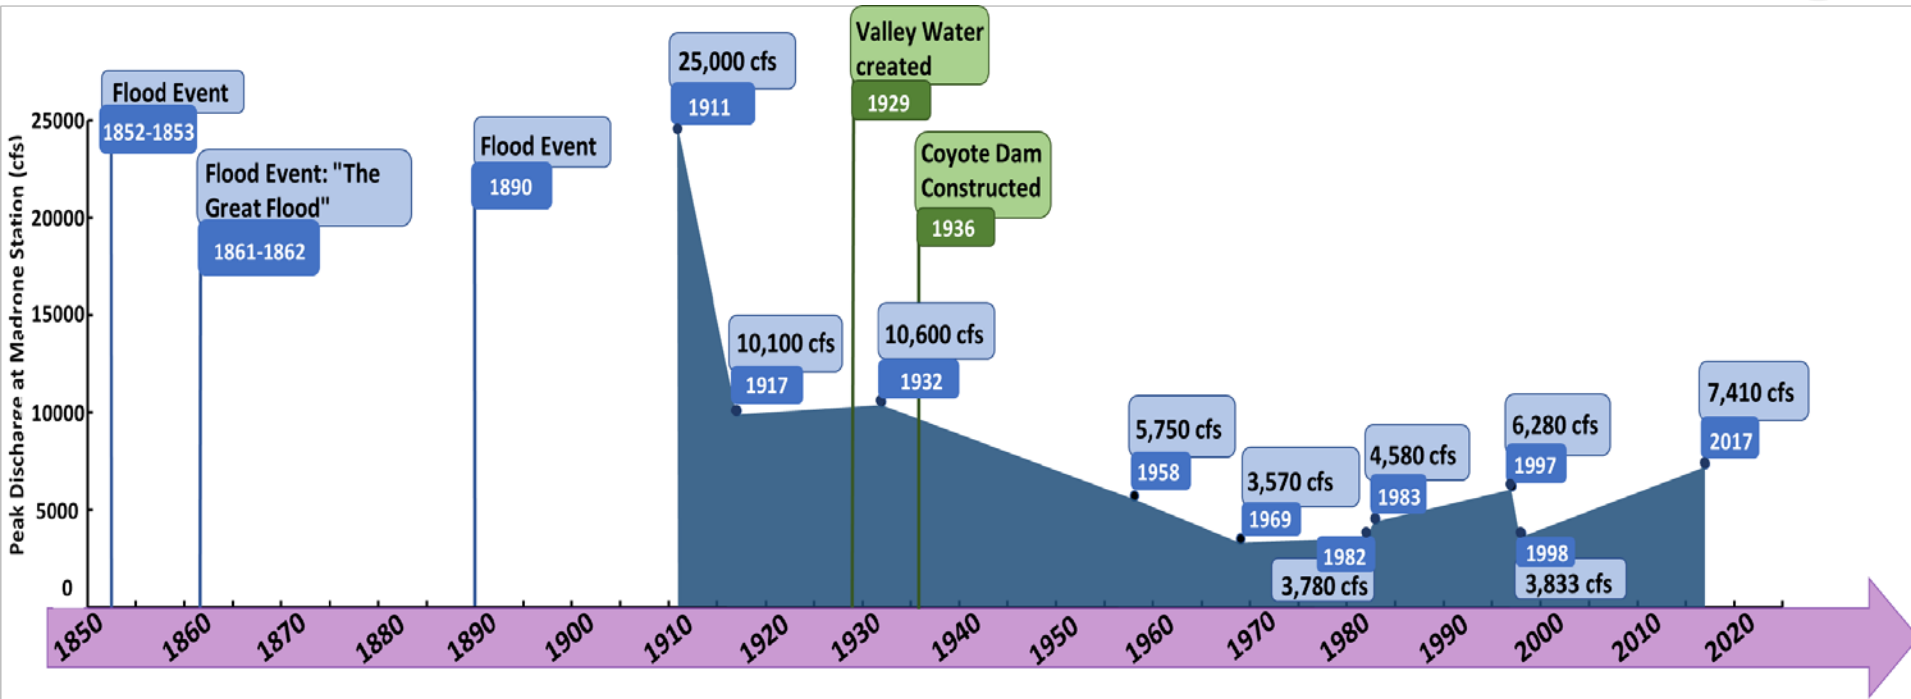 Peak Discharge at Madrone Station (cfs)
25000
20000
15000
10000
5000
0
Flood Event
1852-1853
Flood Event: "The
Great Flood"
1861-1862
Flood Event
1890
25,000 cfs
1911
10,100 cfs
1917
Valley Water
created
1929
10,600 cfs
1932
Coyote Dam
Constructed
1936
5,750 cfs
1958
3,570 cfs
1969
1982
3,780 cfs
4,580 cfs
1983
6,280 cfs
1997
1998
3,833 cfs
7,410 cfs
2017
1850
1860
1870
1880
1890
1900
1910
1920
1930
1940
1950
1960
1970
1980
1990
2000
2010
2020